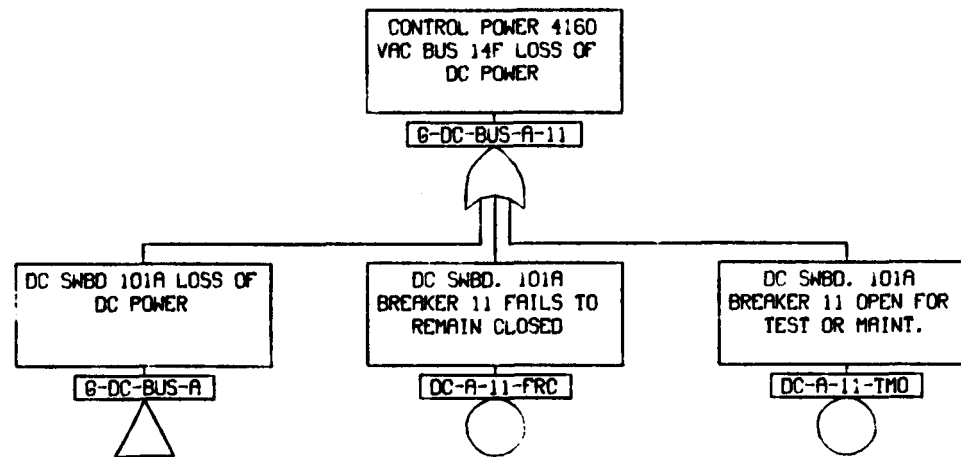 CONTROL POWER 4160
VAC BUS 14F LOSS OF
DC POWER
G-DC-BUS-A-11
DC SWBD 101A LOSS OF
DC POWER
G-DC-BUS-A
DC SWBD. 101A
BREAKER 11 FAILS TO
REMAIN CLOSED
DC-A-11-FRC
DC SWBD. 101A
BREAKER 11 OPEN FOR
TEST OR MAINT.
DC-A-11-TMO